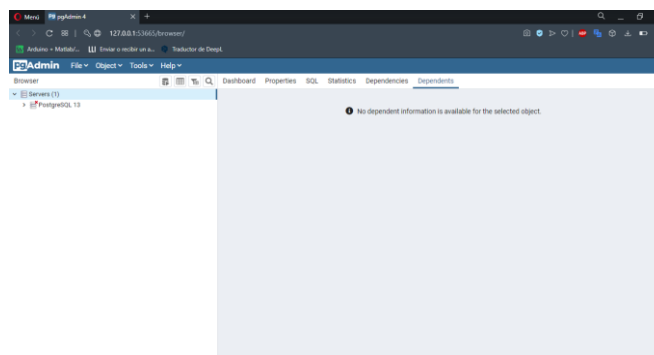 Menú pgAdmin 4
127.0.0.1:53665/browser/
Arduino + Matlab/... Enviar o recibir un a... Traductor de DeepL
pgAdmin File Object Tools Help
Browser Dashboard Properties SQL Statistics Dependencies Dependents
Servers (1)
PostgreSQL 13
No dependent information is available for the selected object.